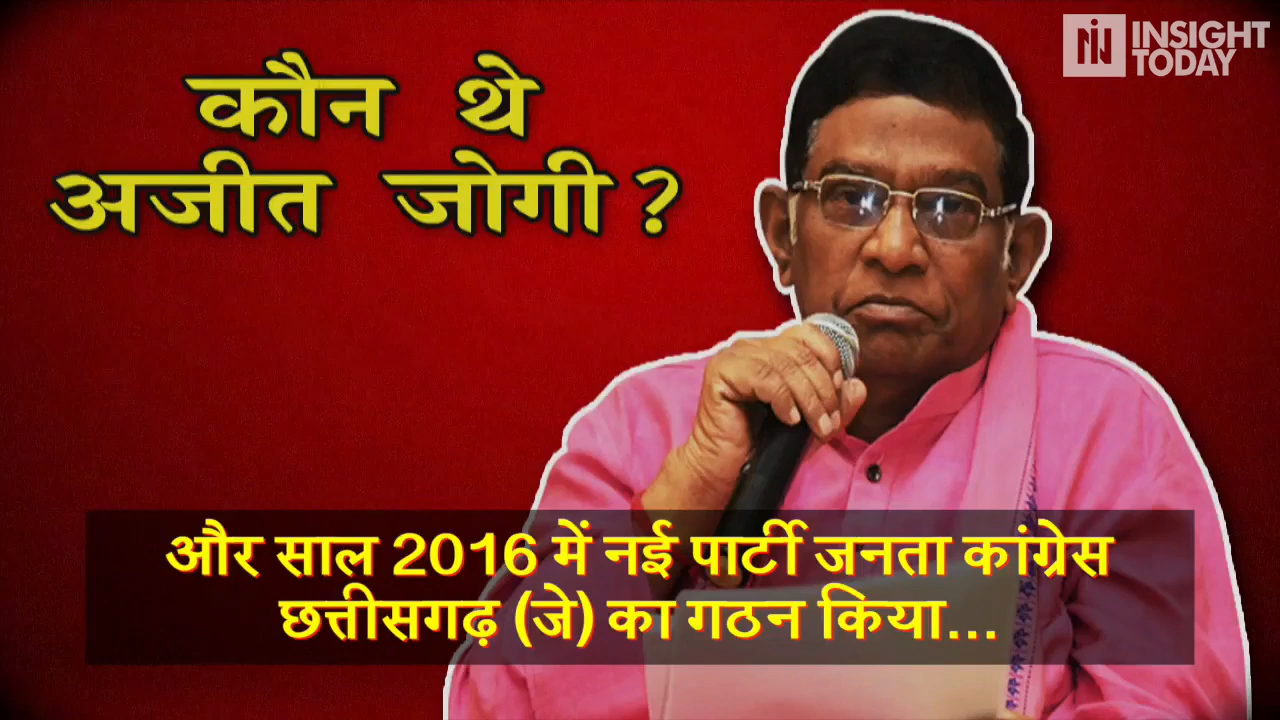 कौन थे
अजीत जोगी ?
INSIGHT
TODAY
और साल 2016 में नई पार्टी जनता कांग्रेस
छत्तीसगढ़ (जे) का गठन किया...